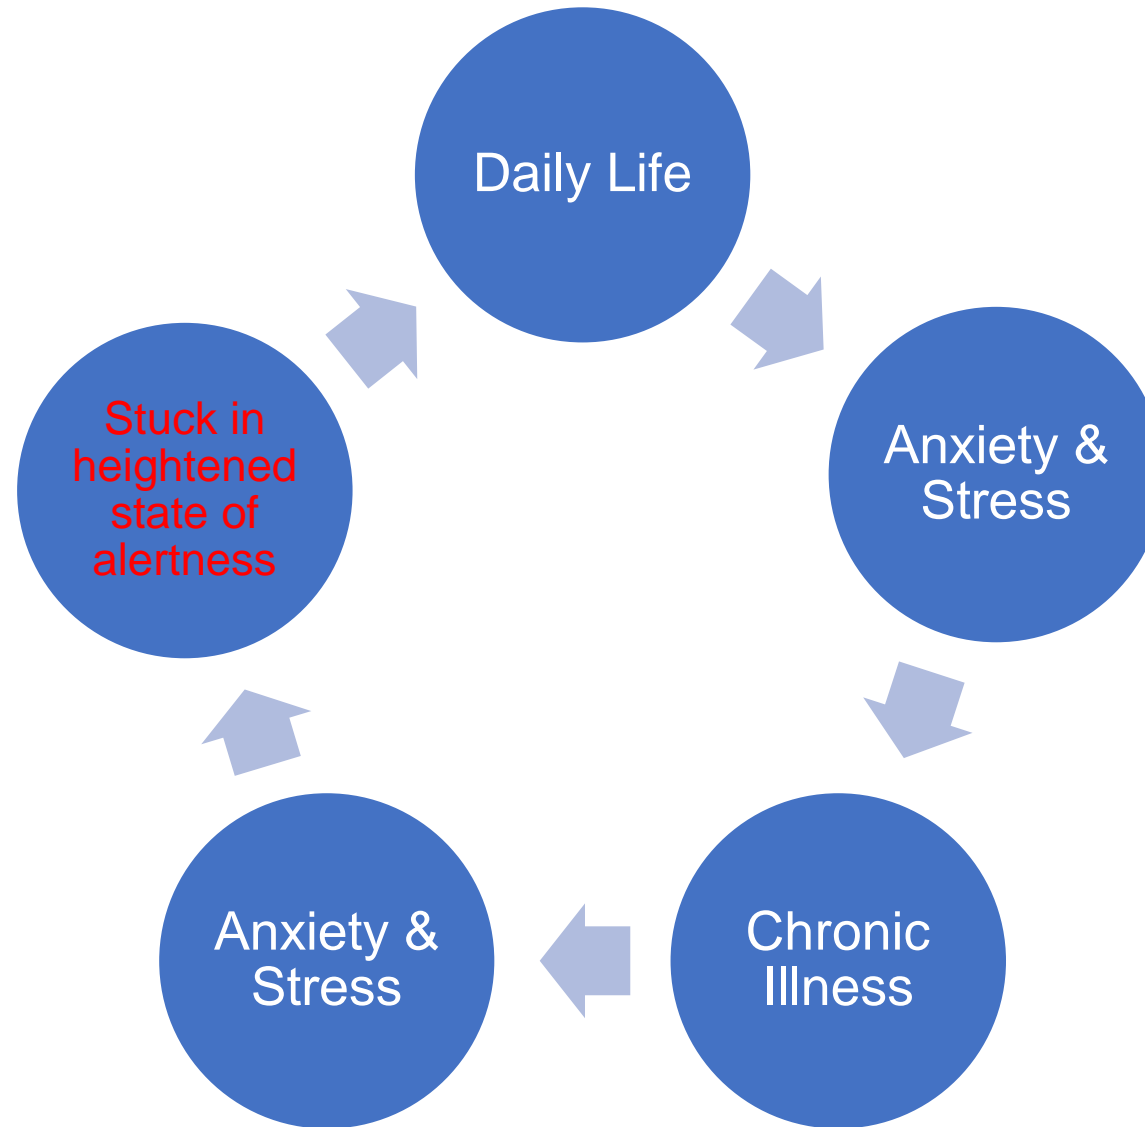 Daily Life
Anxiety &
Stress
Chronic
Illness
Anxiety &
Stress
Stuck in
heightened
state of
alertness